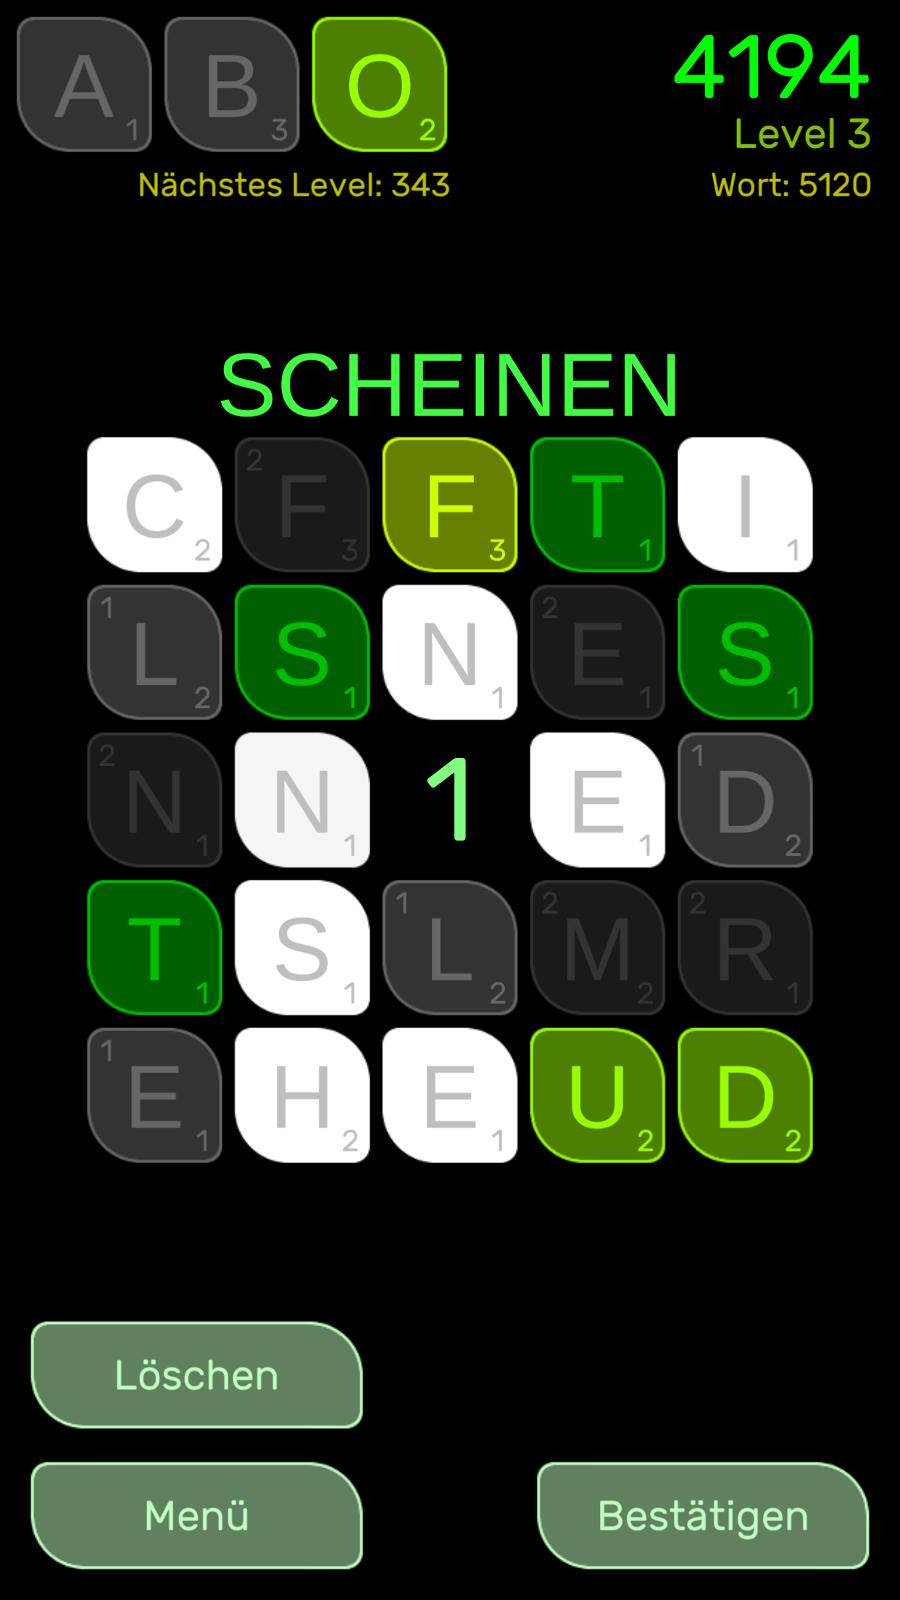 A 1 B 3 O 2
4194
Level 3
Nächstes Level: 343
Wort: 5120
SCHEINEN
C 2 2 F 3 F 3 T 1 I 1
1 L 2 S 1 N 1 2 E 1 S 1
2 N 1 N 1 1 E 1 1 D 2
T 1 S 1 1 L 2 2 M 2 2 R 1
1 E 1 H 2 E 1 U 2 D 2
Löschen
Menü
Bestätigen